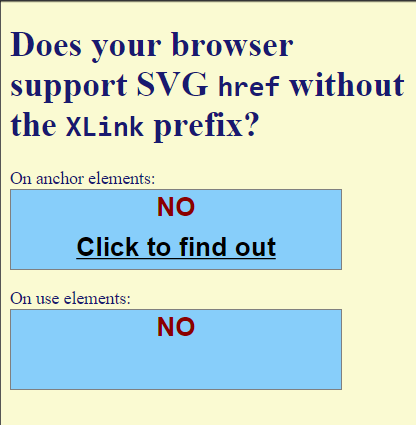 Does your browser
support SVG href without
the XLink prefix?
On anchor elements:
NO
Click to find out
On use elements:
NO